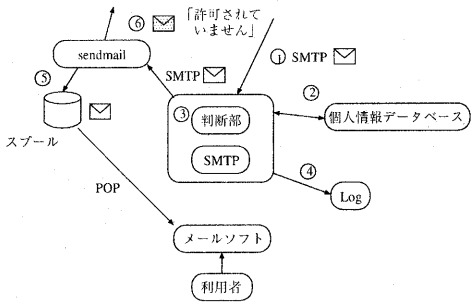 ⑥
「許可されて
いません」
① SMTP
sendmail
SMTP
⑤
スプール
③ 判断部
SMTP
②
個人情報データベース
④
Log
POP
メールソフト
利用者